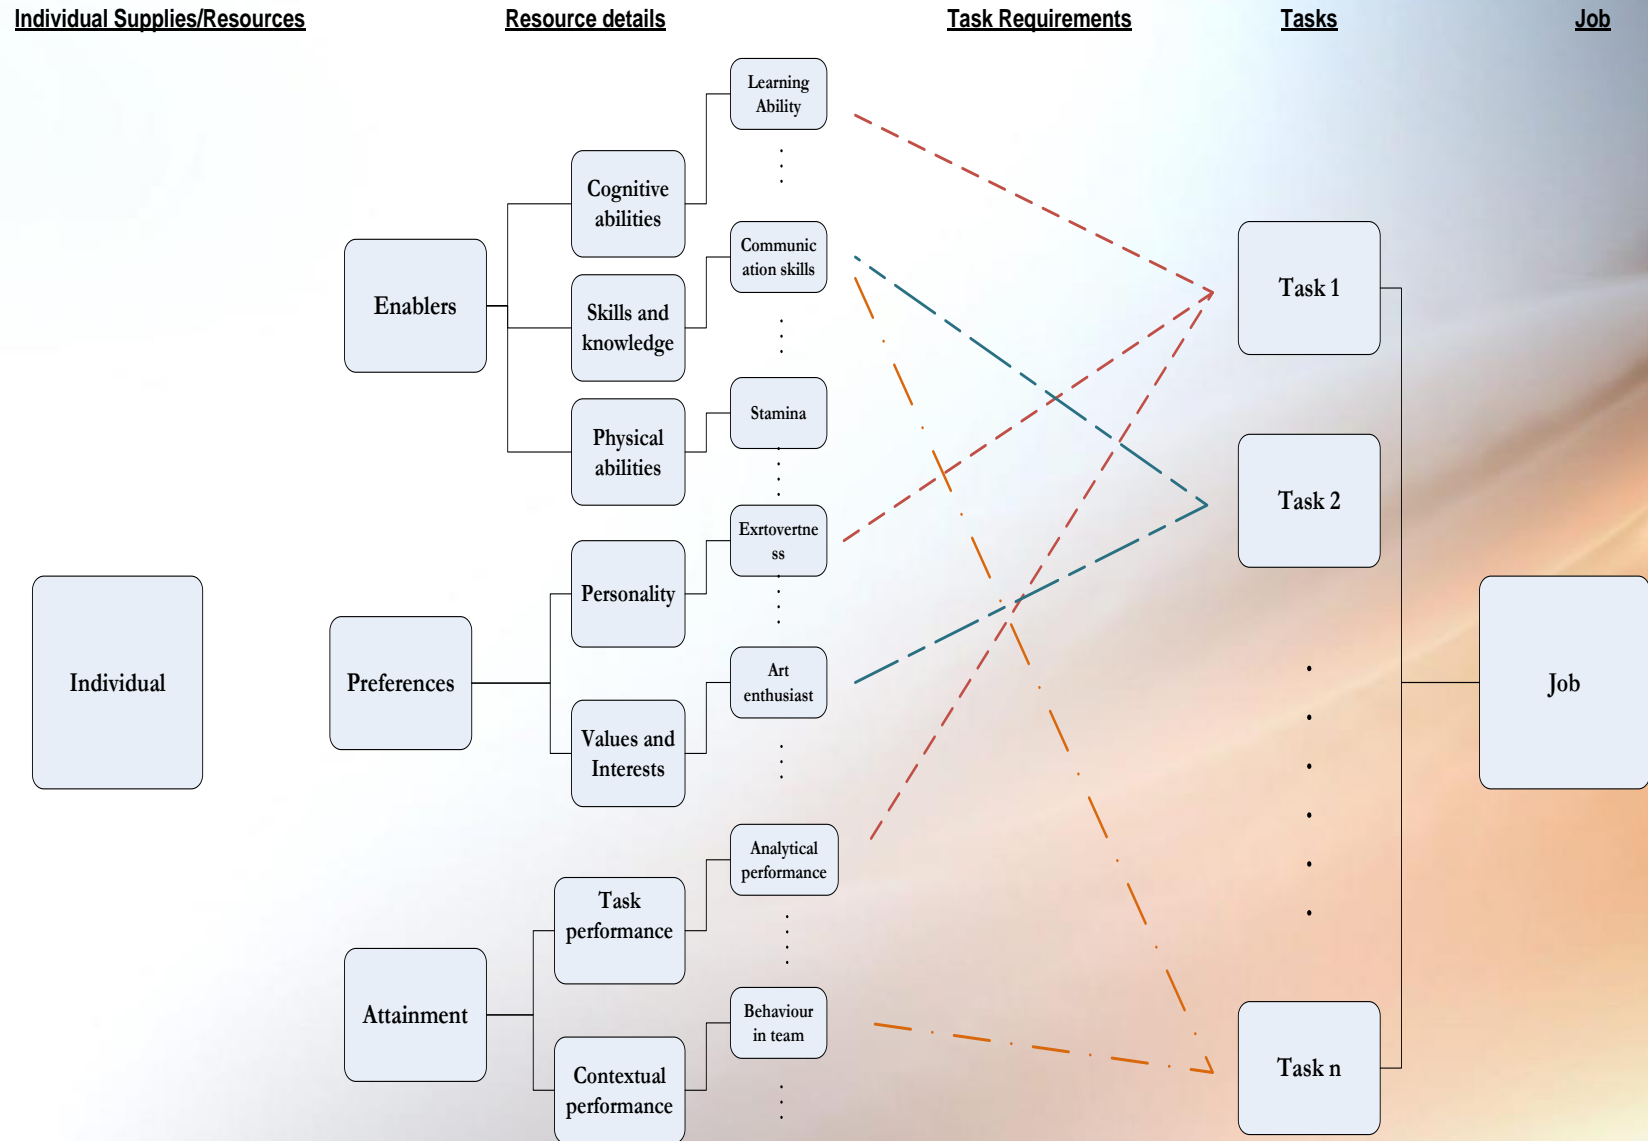 Individual Supplies/Resources
Resource details
Task Requirements
Tasks
Job
Learning
Ability
Cognitive
abilities
Communic
ation skills
Enablers
Skills and
knowledge
Stamina
Physical
abilities
Exrtovertne
ss
Personality
Individual
Preferences
Art
enthusiast
Values and
Interests
Analytical
performance
Task
performance
Attainment
Behaviour
in team
Contextual
performance
Task 1
Task 2
Task n
Job